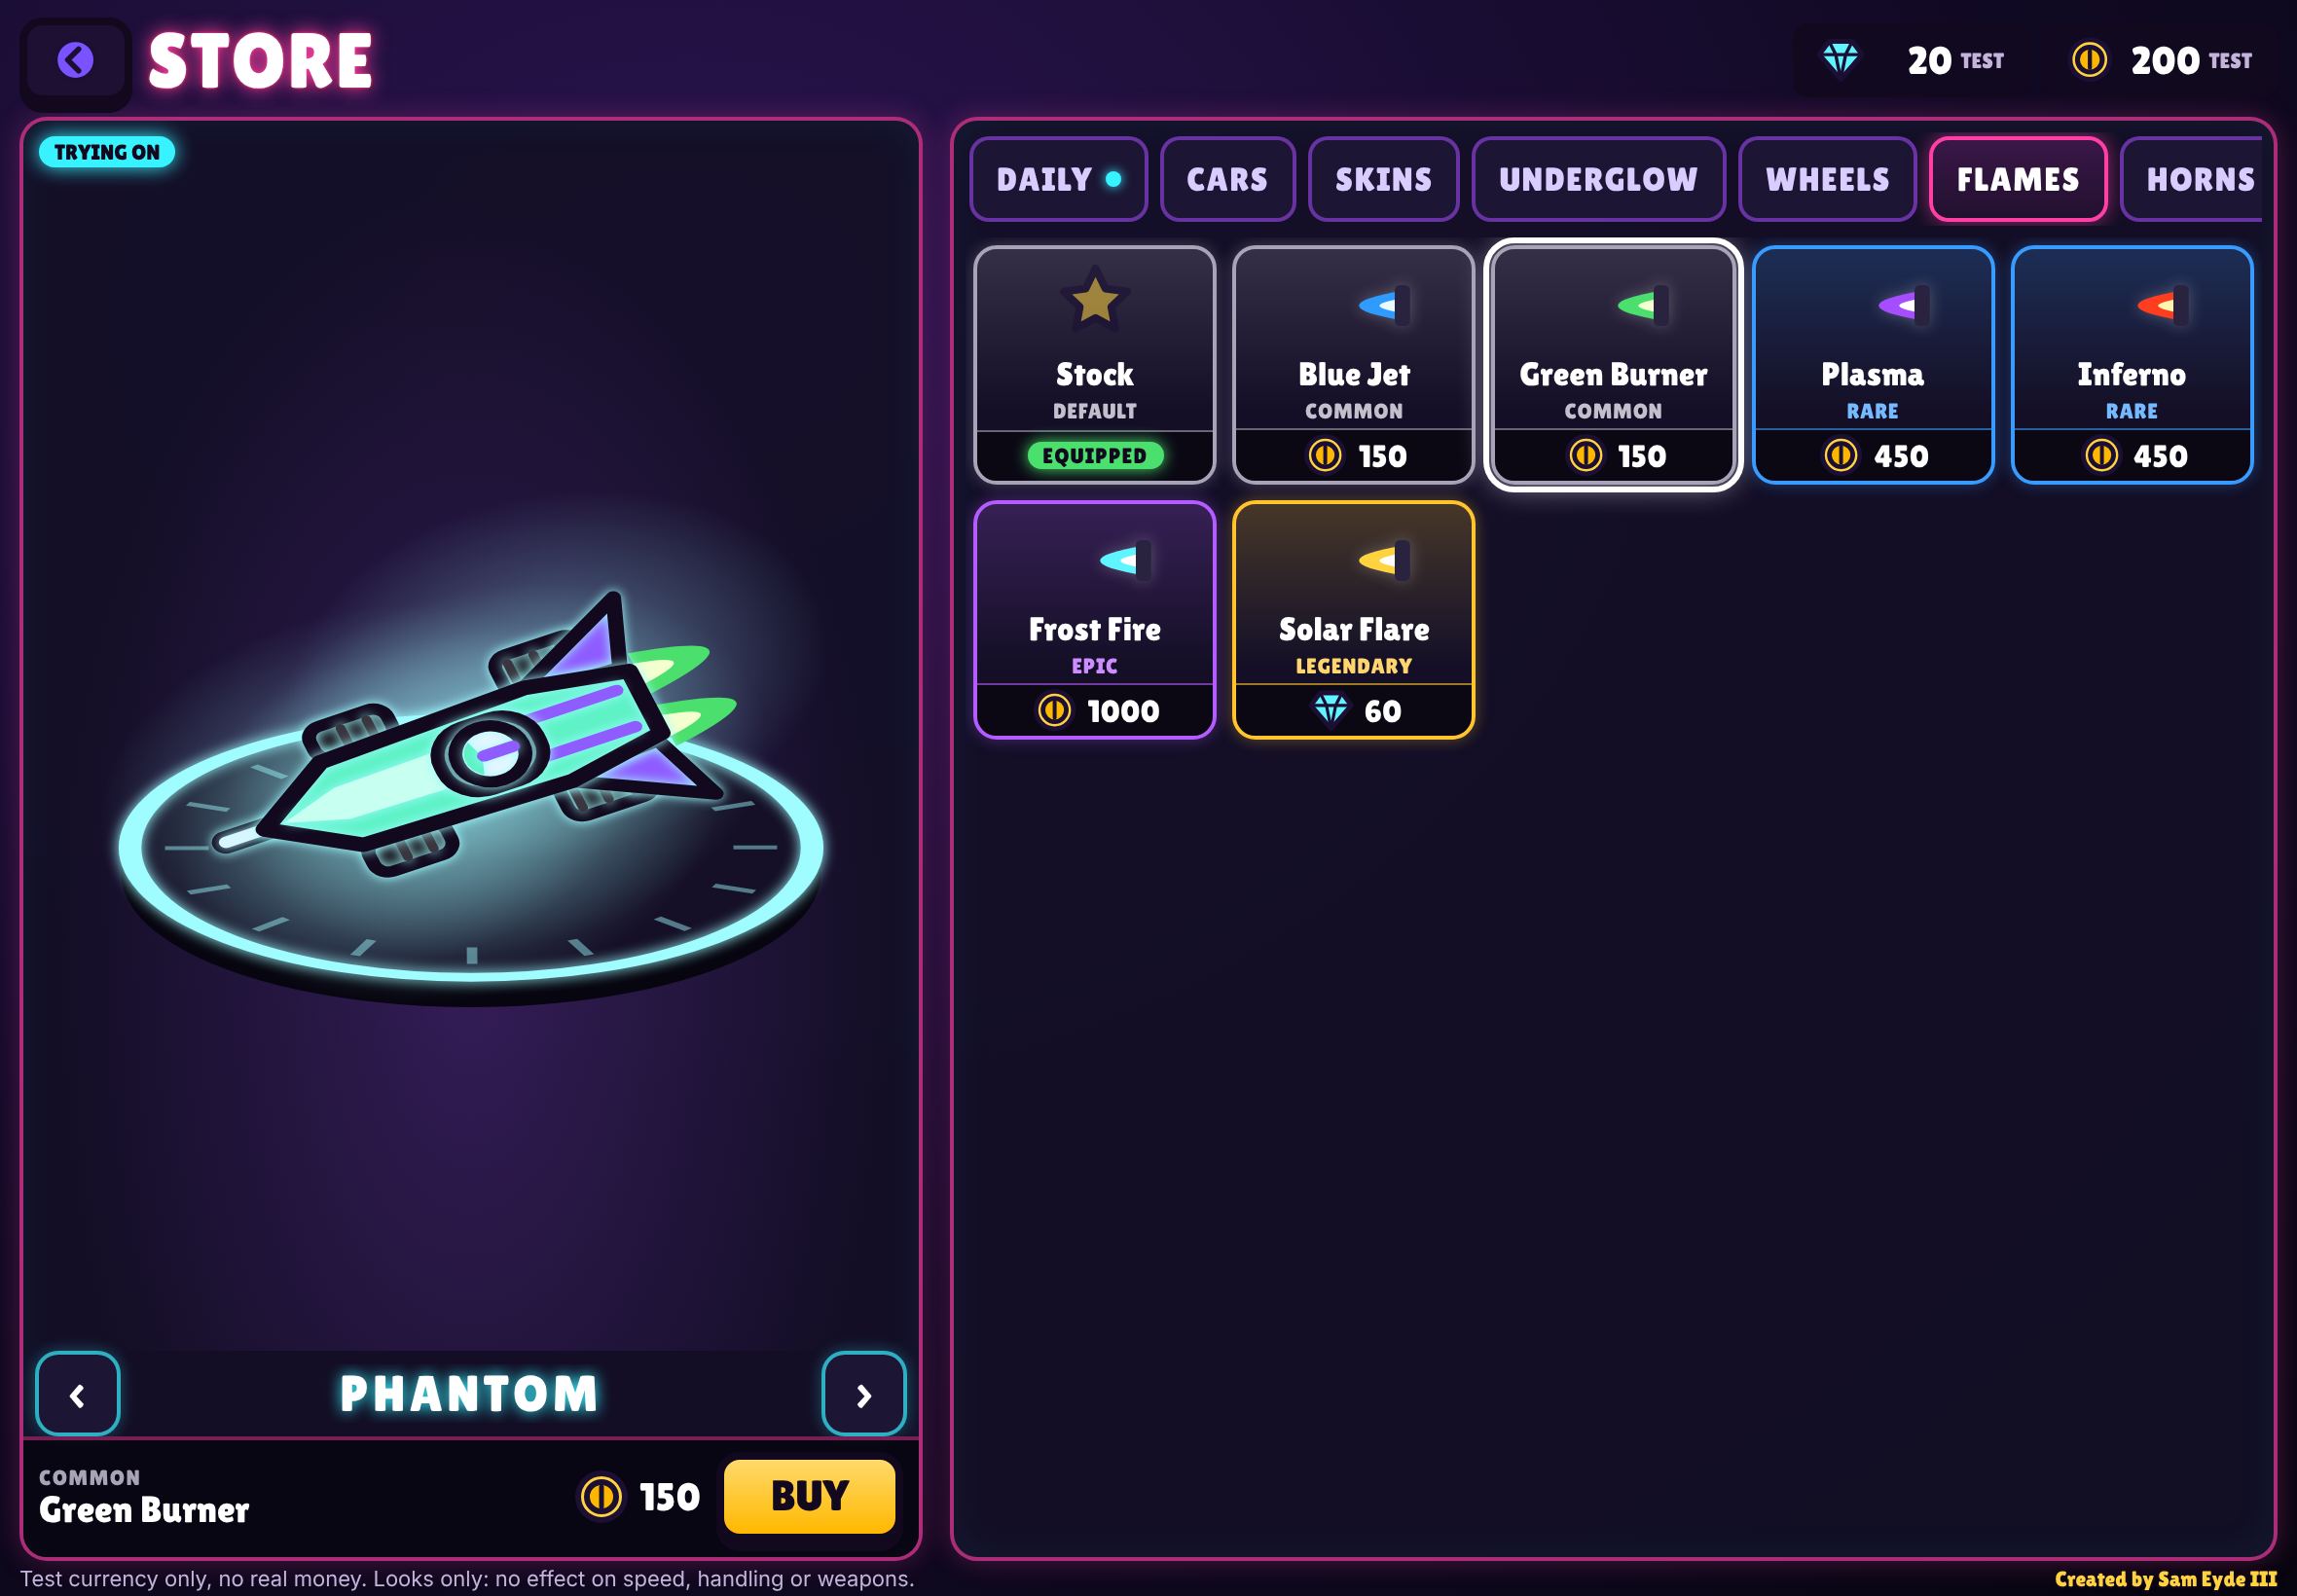 STORE
20 TEST
200 TEST
TRYING ON
DAILY
CARS
SKINS
UNDERGLOW
WHEELS
FLAMES
HORNS
Stock
DEFAULT
EQUIPPED
Blue Jet
COMMON
150
Green Burner
COMMON
150
Plasma
RARE
450
Inferno
RARE
450
Frost Fire
EPIC
1000
Solar Flare
LEGENDARY
60
PHANTOM
COMMON
Green Burner
150
BUY
Test currency only, no real money. Looks only: no effect on speed, handling or weapons.
Created by Sam Eyde III